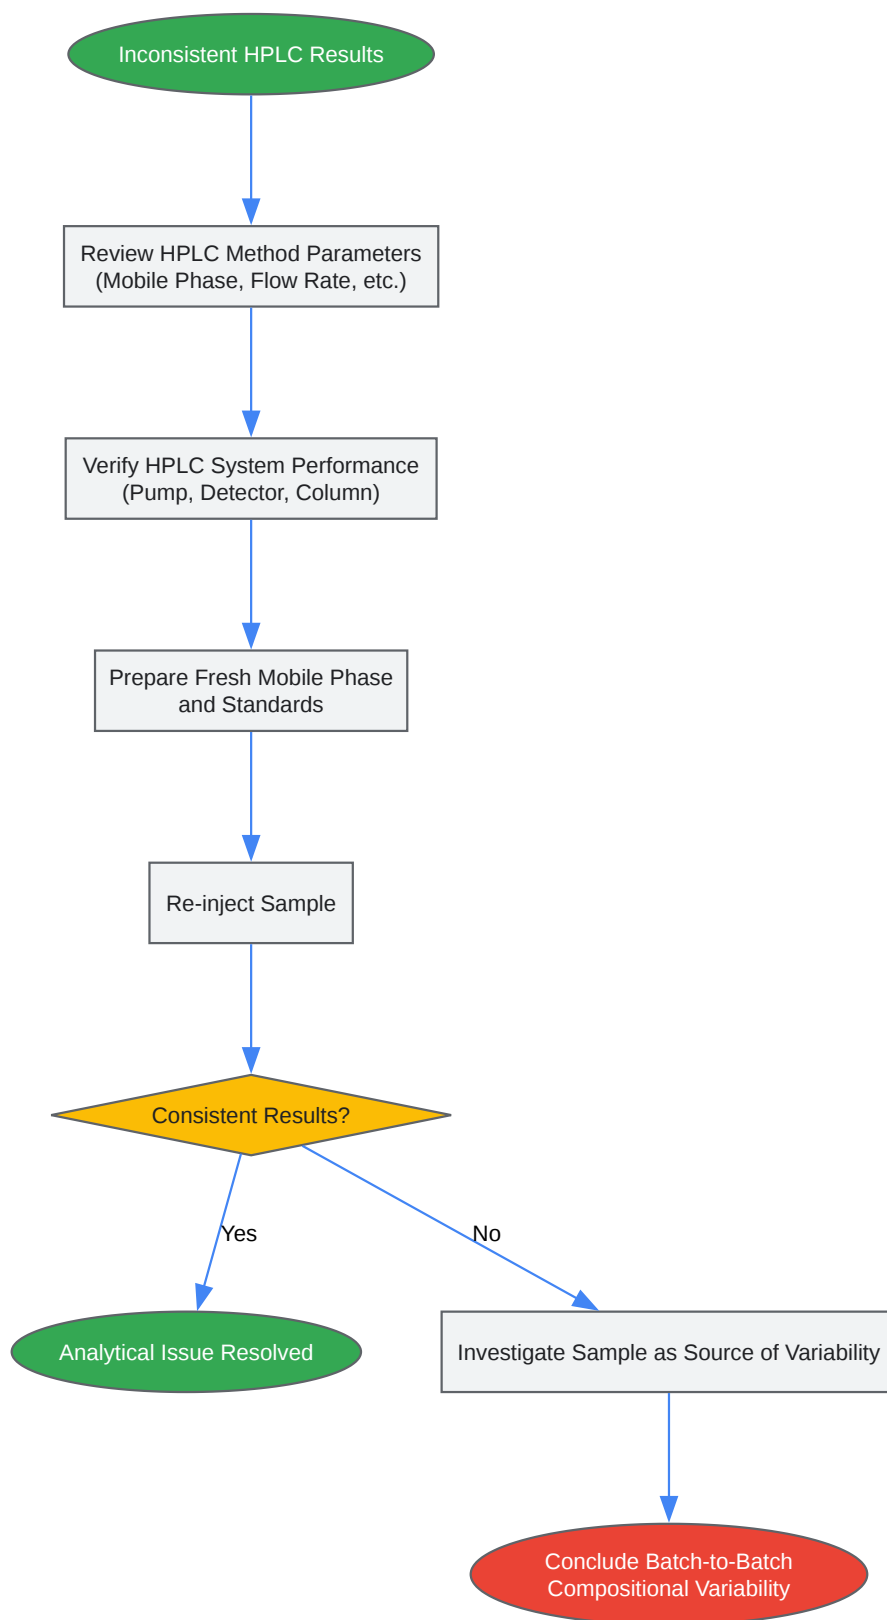 Inconsistent HPLC Results
Review HPLC Method Parameters
(Mobile Phase, Flow Rate, etc.)
Verify HPLC System Performance
(Pump, Detector, Column)
Prepare Fresh Mobile Phase
and Standards
Re-inject Sample
Consistent Results?
Yes
No
Analytical Issue Resolved
Investigate Sample as Source of Variability
Conclude Batch-to-Batch
Compositional Variability